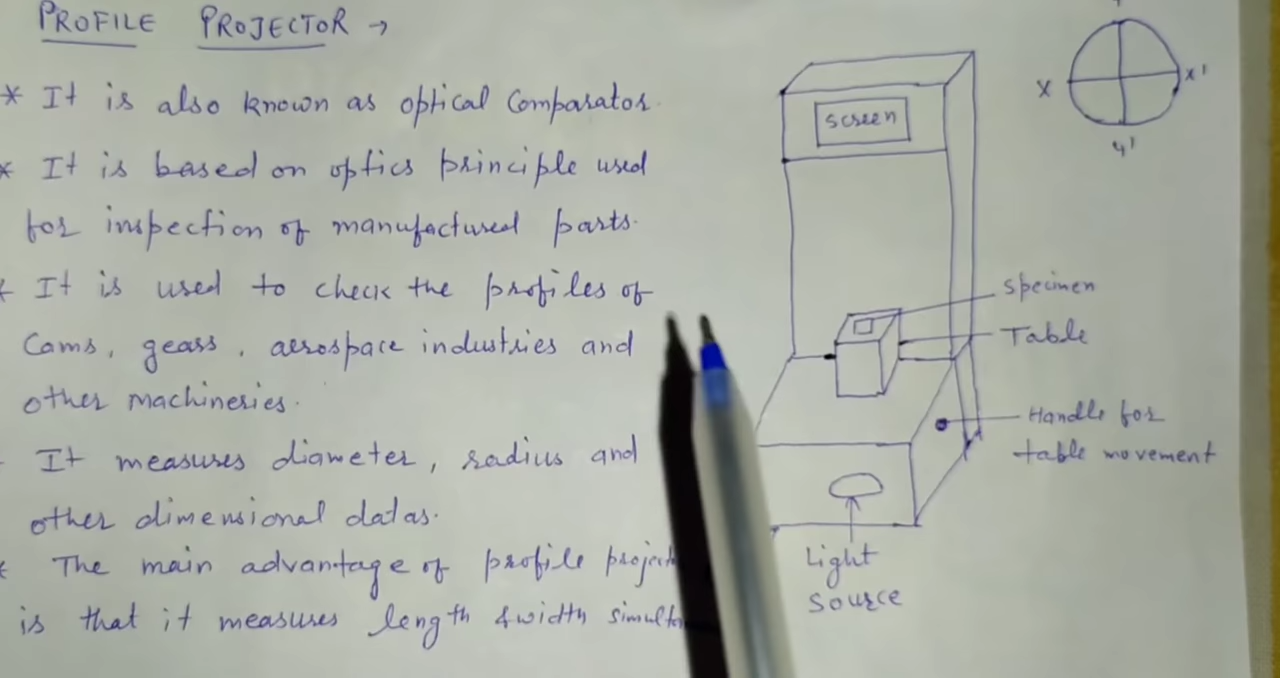 PROFILE PROJECTOR →
* It is also known as optical Comparator.
* It is based on optics principle used
for inspection of manufactured parts.
* It is used to check the profiles of
Cams, gears, aerospace industries and
other machineries.
It measures diameter, radius and
other dimensional datas.
* The main advantage of profile
is that it measures length & width
screen
X X'
y'
Specimen
Table
Handle for
table movement
Light
Source